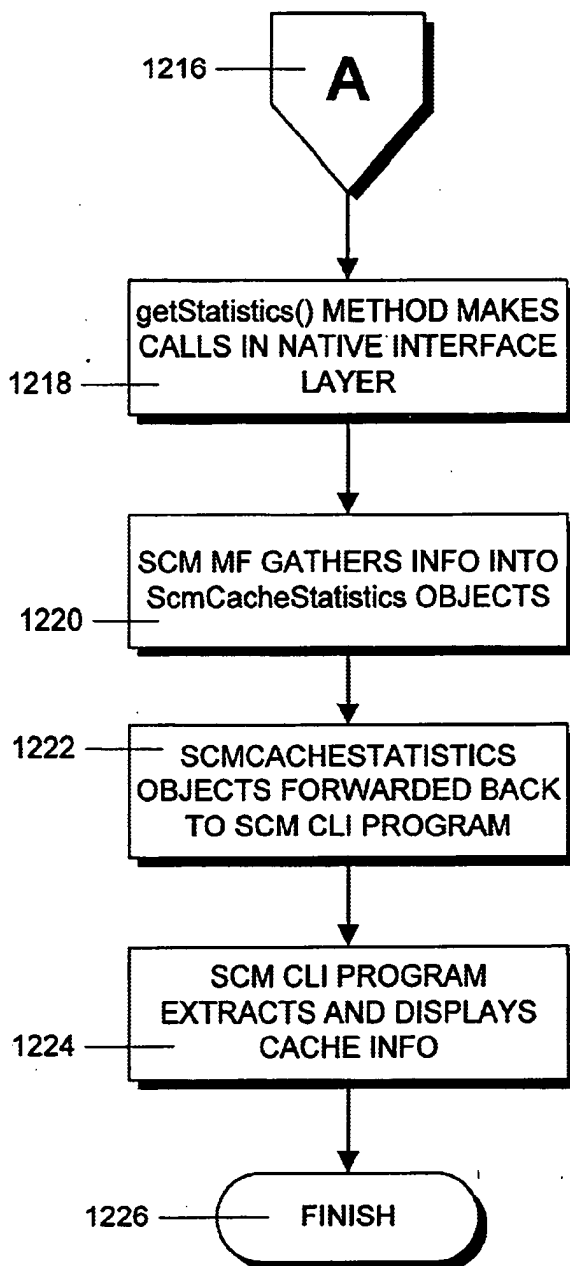 1216
A
getStatistics() METHOD MAKES
CALLS IN NATIVE INTERFACE
LAYER
1218
SCM MF GATHERS INFO INTO
ScmCacheStatistics OBJECTS
1220
1222
SCMCACHESTATISTICS
OBJECTS FORWARDED BACK
TO SCM CLI PROGRAM
SCM CLI PROGRAM
EXTRACTS AND DISPLAYS
CACHE INFO
1224
1226
FINISH